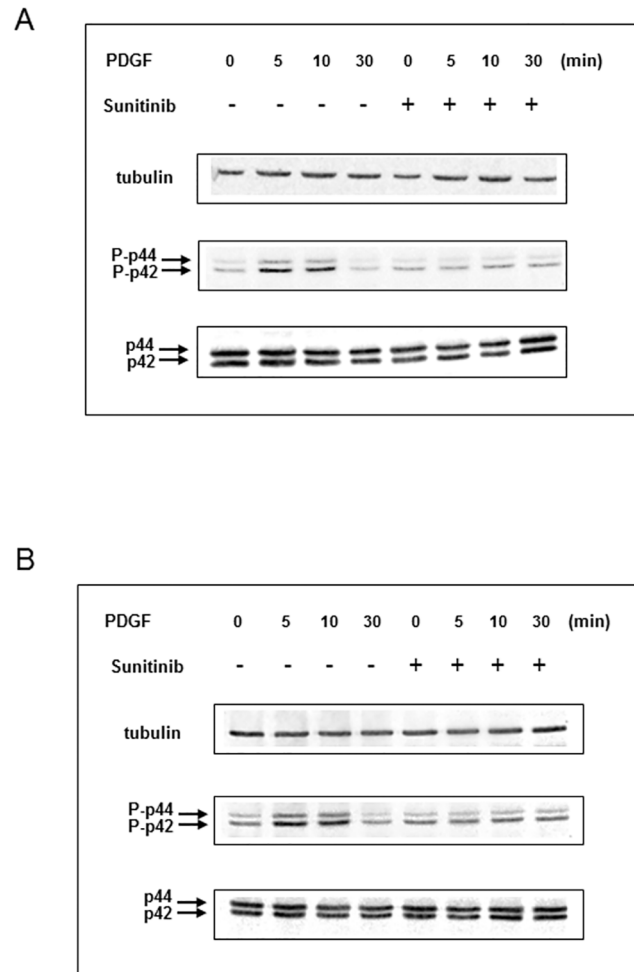 A
PDGF 0 5 10 30 0 5 10 30 (min)
Sunitinib - - - - + + + +
tubulin
P-p44
P-p42
p44
p42
B
PDGF 0 5 10 30 0 5 10 30 (min)
Sunitinib - - - - + + + +
tubulin
P-p44
P-p42
p44
p42